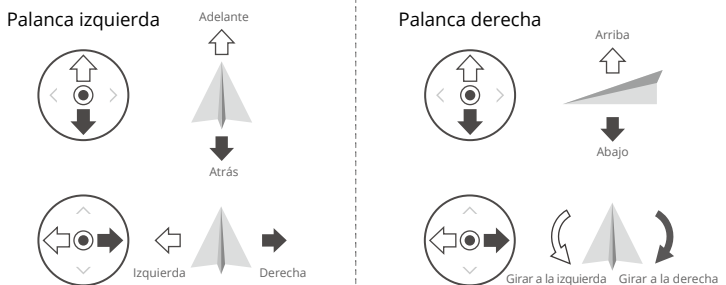 Palanca izquierda
Adelante
Atrás
Izquierda
Derecha
Palanca derecha
Arriba
Abajo
Girar a la izquierda
Girar a la derecha